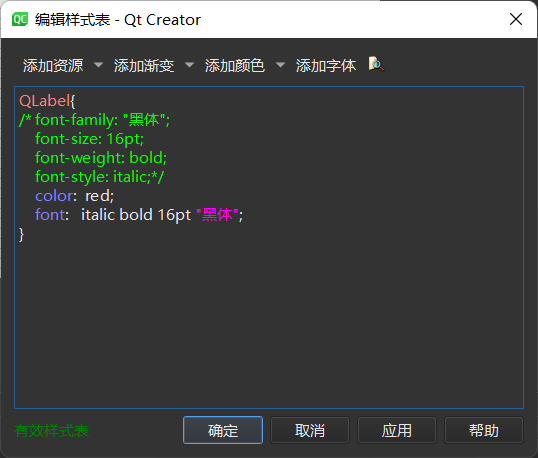 编辑样式表 - Qt Creator
添加资源 添加渐变 添加颜色 添加字体
QLabel{
/* font-family: "黑体";
font-size: 16pt;
font-weight: bold;
font-style: italic;*/
color: red;
font: italic bold 16pt "黑体";
}
有效样式表 确定 取消 应用 帮助